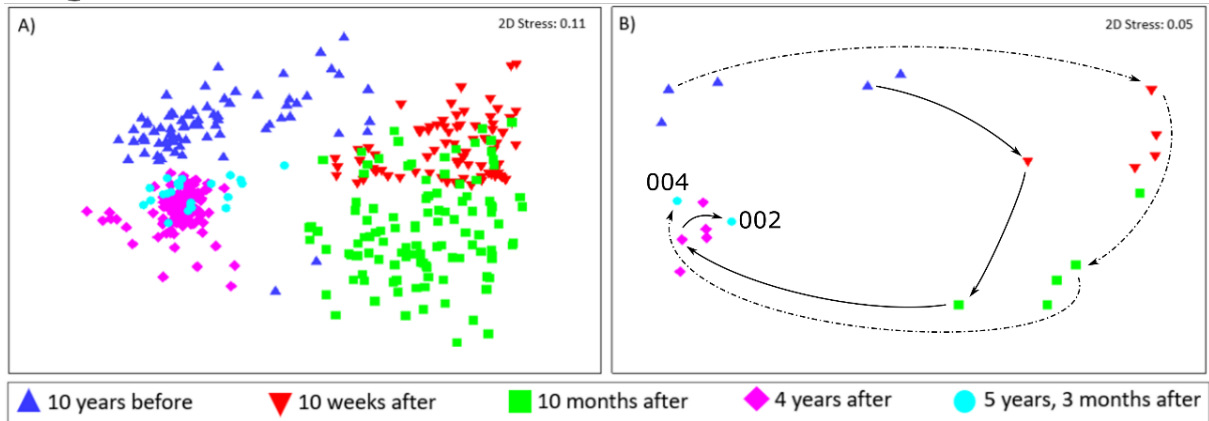 A)
2D Stress: 0.11
B)
2D Stress: 0.05
004
002
10 years before
10 weeks after
10 months after
4 years after
5 years, 3 months after